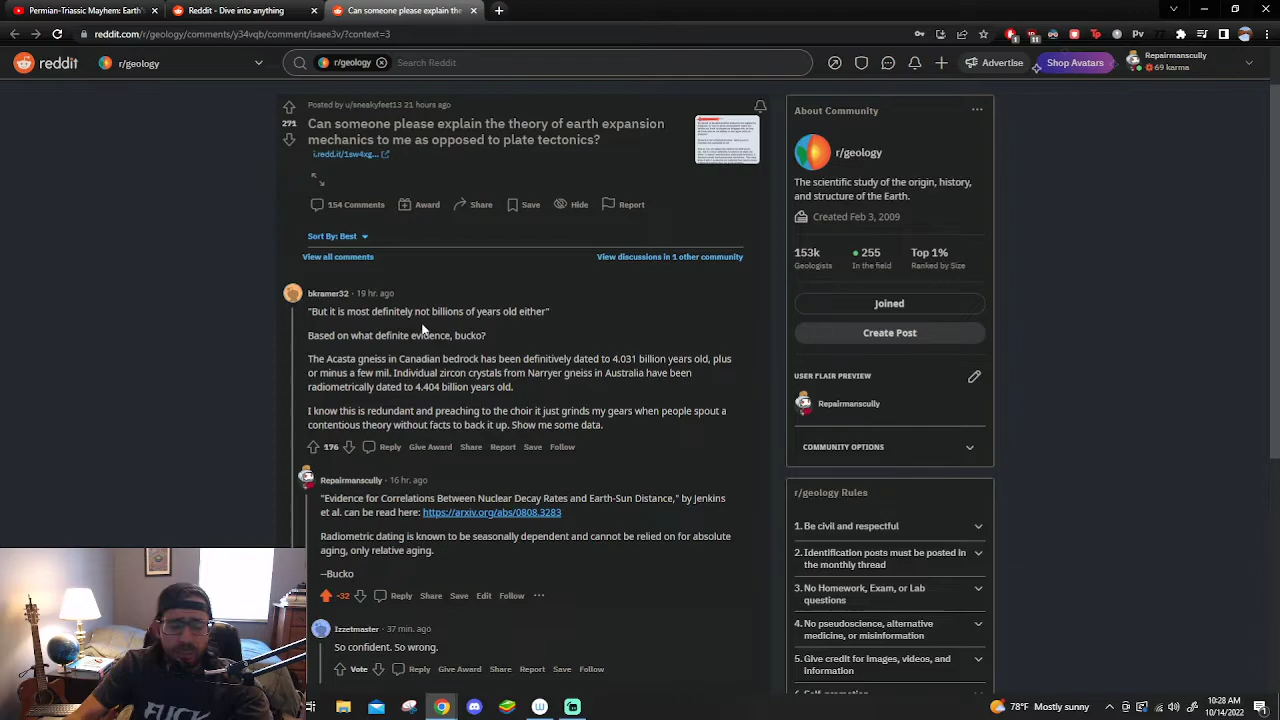 Permian-Triassic Mayhem Earth'
Reddit - Dive into anything
Can someone please explain the
reddit.com/r/geology/comments/y34vqb/comment/isaee3v/?context=3
reddit
r/geology
r/geology
Search Reddit
Advertise
Shop Avatars
Repairmanscully
69 karma
Posted by u/sneakyfeet13 21 hours ago
271
Can someone please explain the theory of earth expansion
mechanics to me as opposed to plate tectonics?
i.redd.it/1sw4xg...
154 Comments
Award
Share
Save
Hide
Report
Sort By: Best
View all comments
View discussions in 1 other community
bkramer32 · 19 hr. ago
"But it is most definitely not billions of years old either"
Based on what definite evidence, bucko?
The Acasta gneiss in Canadian bedrock has been definitively dated to 4.031 billion years old, plus
or minus a few mil. Individual zircon crystals from Narryer gneiss in Australia have been
radiometrically dated to 4.404 billion years old.
I know this is redundant and preaching to the choir it just grinds my gears when people spout a
contentious theory without facts to back it up. Show me some data.
176
Reply
Give Award
Share
Report
Save
Follow
Repairmanscully · 16 hr. ago
"Evidence for Correlations Between Nuclear Decay Rates and Earth-Sun Distance," by Jenkins
et al. can be read here: https://arxiv.org/abs/0808.3283
Radiometric dating is known to be seasonally dependent and cannot be relied on for absolute
aging, only relative aging.
--Bucko
-32
Reply
Share
Save
Edit
Follow
Izzetmaster · 37 min. ago
So confident. So wrong.
Vote
Reply
Give Award
Share
Report
Save
Follow
About Community
r/geology
The scientific study of the origin, history,
and structure of the Earth.
Created Feb 3, 2009
153k
255
Top 1%
Geologists
In the field
Ranked by Size
Joined
Create Post
USER FLAIR PREVIEW
Repairmanscully
COMMUNITY OPTIONS
r/geology Rules
1. Be civil and respectful
2. Identification posts must be posted in
the monthly thread
3. No Homework, Exam, or Lab
questions
4. No pseudoscience, alternative
medicine, or misinformation
5. Give credit for images, videos, and
information
78°F Mostly sunny
10:28 AM
10/14/2022